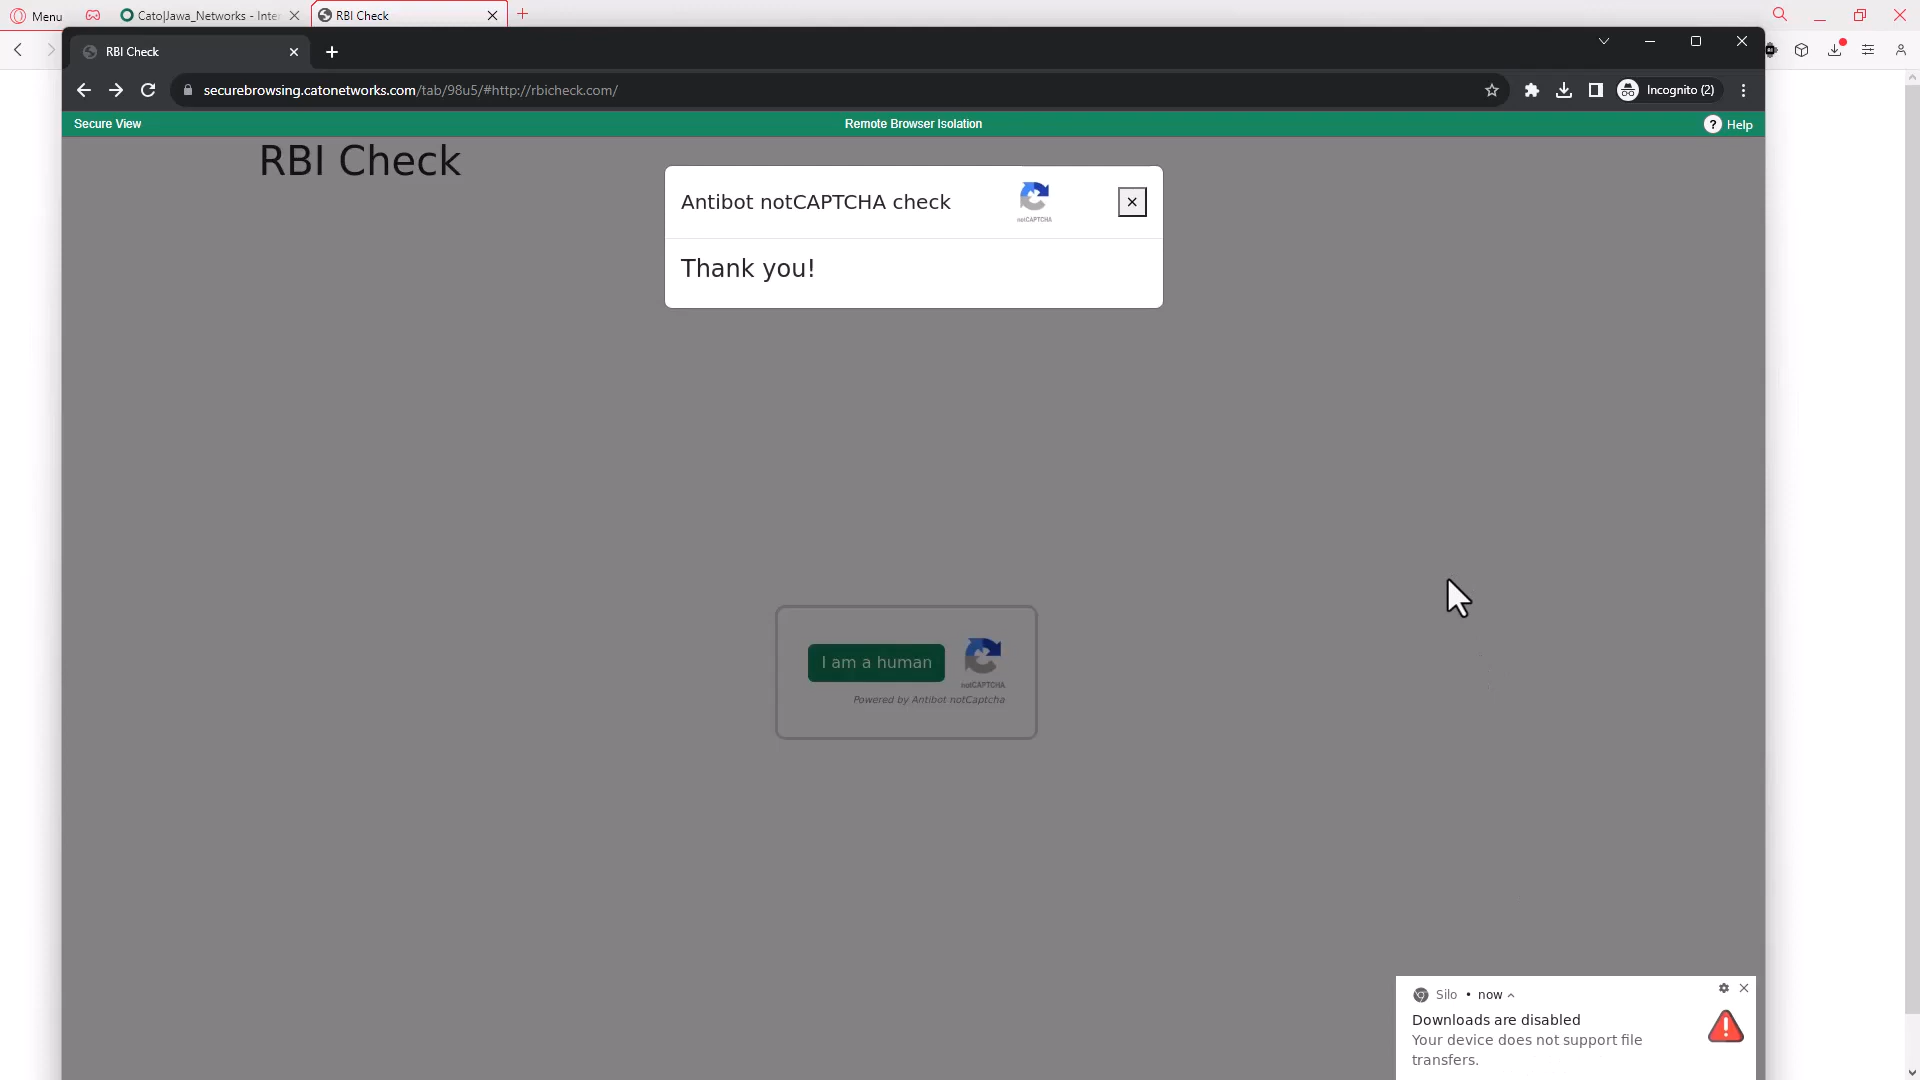 Menu
Cato|Jawa_Networks - Inte
RBI Check
RBI Check
securebrowsing.catonetworks.com/tab/98u5/#http://rbicheck.com/
Incognito (2)
Secure View
Remote Browser Isolation
? Help
RBI Check
Antibot notCAPTCHA check
notCAPTCHA
Thank you!
I am a human
notCAPTCHA
Powered by Antibot notCaptcha
Silo • now
Downloads are disabled
Your device does not support file
transfers.